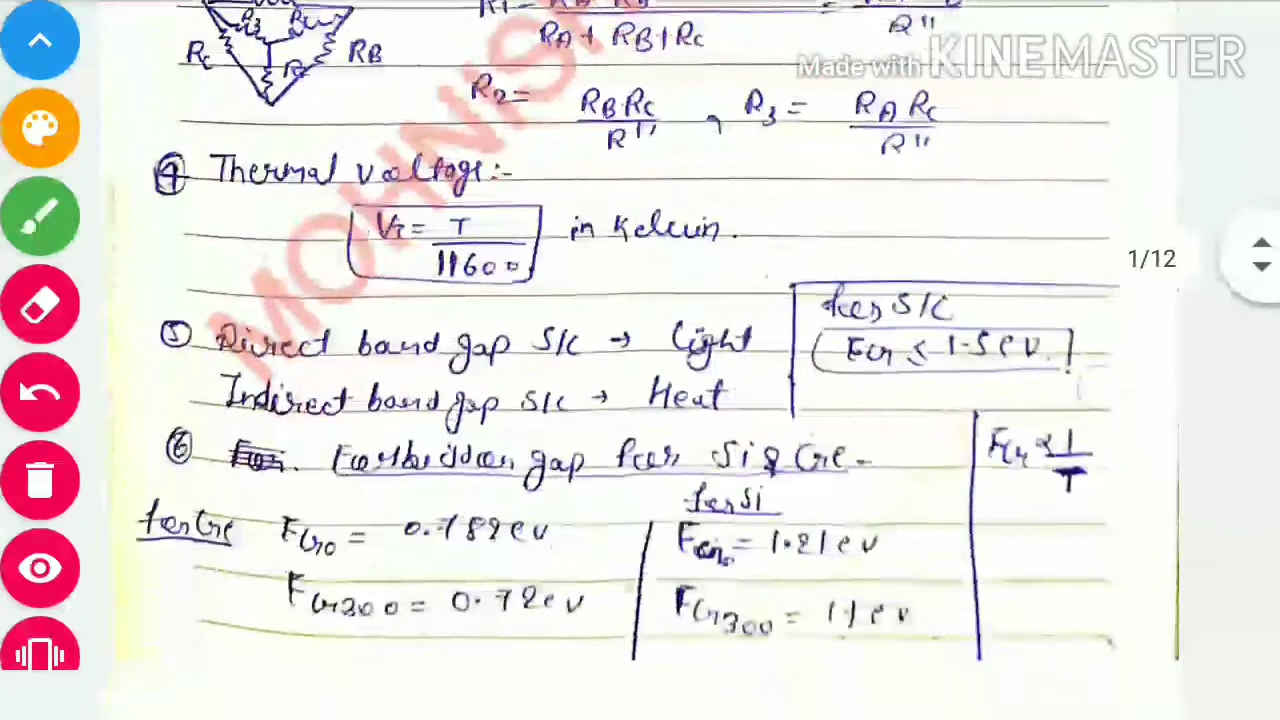 R3
RC
RB
RA + RB + RC
R"
Made with KINEMASTER
R2 = RB RC / R" , R3 = RA RC / R"
④ Thermal voltage:-
VT = T / 11600 in Kelvin.
1/12
for S/C
⑤ Direct band gap S/C → Light
EG ≤ 1.5 eV
Indirect band gap S/C → Heat
⑥ Forbidden gap for Si & Ge -
EG α 1/T
for Ge EG0 = 0.782 eV
for Si
EG0 = 1.21 eV
EG300 = 0.72 eV
EG300 = 1.1 eV